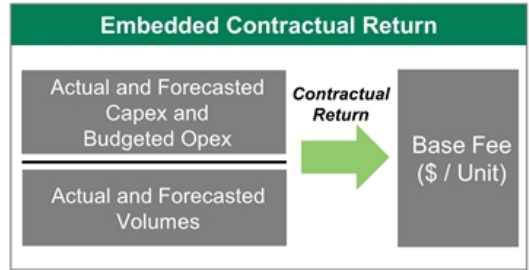 Embedded Contractual Return
Actual and Forecasted
Capex and
Budgeted Opex
Contractual
Return
Base Fee
($ / Unit)
Actual and Forecasted
Volumes